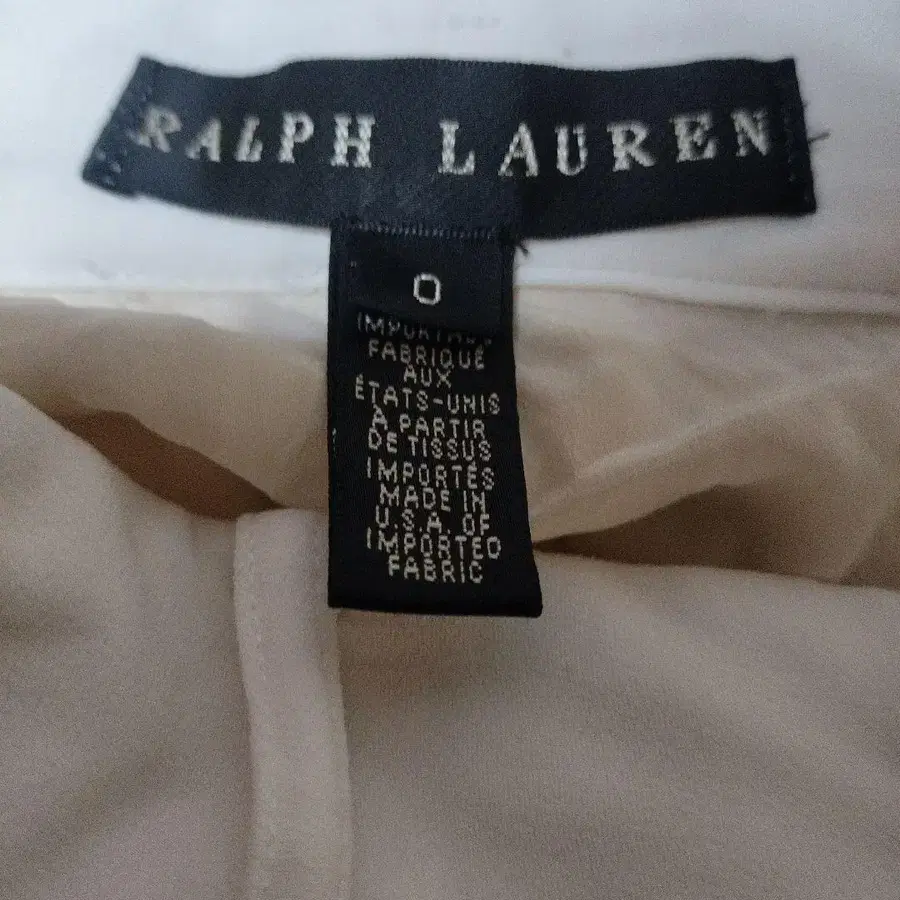 RALPH LAUREN
0
FABRIQUÉ
AUX
ÉTATS-UNIS
À PARTIR
DE TISSUS
IMPORTÉS
MADE IN
U.S.A. OF
IMPORTED
FABRIC